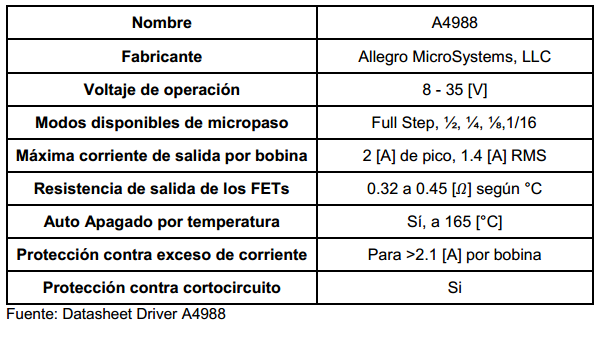 Nombre A4988
Fabricante Allegro MicroSystems, LLC
Voltaje de operación 8 - 35 [V]
Modos disponibles de micropaso Full Step, ½, ¼, ⅛,1/16
Máxima corriente de salida por bobina 2 [A] de pico, 1.4 [A] RMS
Resistencia de salida de los FETs 0.32 a 0.45 [Ω] según °C
Auto Apagado por temperatura Sí, a 165 [°C]
Protección contra exceso de corriente Para >2.1 [A] por bobina
Protección contra cortocircuito Si
Fuente: Datasheet Driver A4988